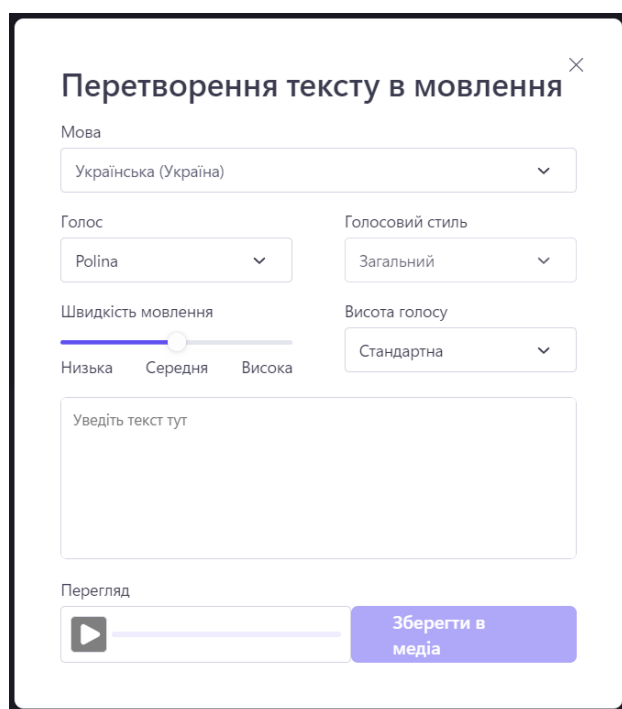 Перетворення тексту в мовлення
Мова
Українська (Україна)
Голос
Голосовий стиль
Polina
Загальний
Швидкість мовлення
Висота голосу
Стандартна
Низька Середня Висока
Уведіть текст тут
Перегляд
Зберегти в
медіа